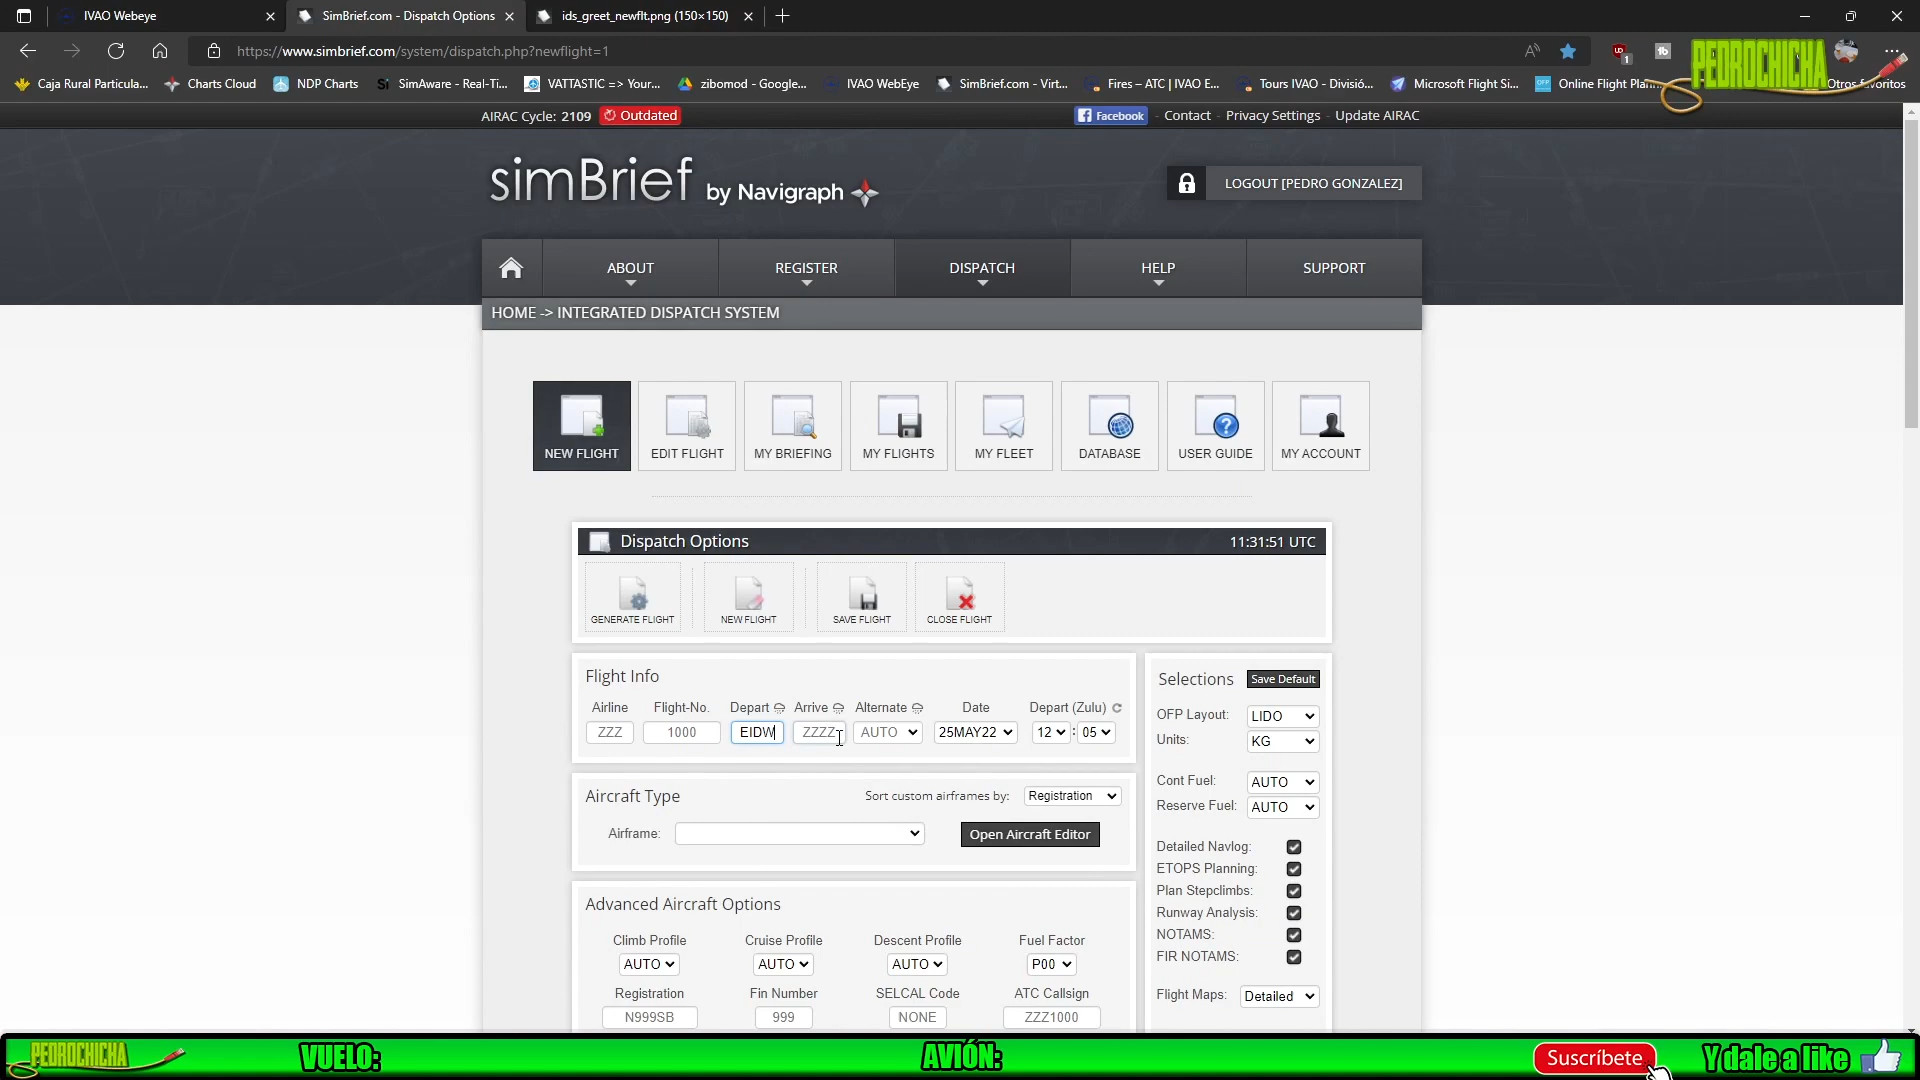 IVAO Webeye
SimBrief.com - Dispatch Options
ids_greet_newflt.png (150×150)
https://www.simbrief.com/system/dispatch.php?newflight=1
PEDROCHICHA
Caja Rural Particula...
Charts Cloud
NDP Charts
SimAware - Real-Ti...
VATTASTIC => Your...
zibomod - Google...
IVAO WebEye
SimBrief.com - Virt...
Fires – ATC | IVAO E...
Tours IVAO - Divisió...
Microsoft Flight Si...
Online Flight Pla
AIRAC Cycle: 2109 Outdated
Facebook - Contact - Privacy Settings - Update AIRAC
simBrief by Navigraph
LOGOUT [PEDRO GONZALEZ]
ABOUT
REGISTER
DISPATCH
HELP
SUPPORT
HOME -> INTEGRATED DISPATCH SYSTEM
NEW FLIGHT
EDIT FLIGHT
MY BRIEFING
MY FLIGHTS
MY FLEET
DATABASE
USER GUIDE
MY ACCOUNT
Dispatch Options
11:31:51 UTC
GENERATE FLIGHT
NEW FLIGHT
SAVE FLIGHT
CLOSE FLIGHT
Flight Info
Airline Flight-No. Depart Arrive Alternate Date Depart (Zulu)
ZZZ 1000 EIDW ZZZZ AUTO 25MAY22 12 : 05
Aircraft Type
Sort custom airframes by: Registration
Airframe:
Open Aircraft Editor
Advanced Aircraft Options
Climb Profile Cruise Profile Descent Profile Fuel Factor
AUTO AUTO AUTO P00
Registration Fin Number SELCAL Code ATC Callsign
N999SB 999 NONE ZZZ1000
Selections Save Default
OFP Layout: LIDO
Units: KG
Cont Fuel: AUTO
Reserve Fuel: AUTO
Detailed Navlog:
ETOPS Planning:
Plan Stepclimbs:
Runway Analysis:
NOTAMS:
FIR NOTAMS:
Flight Maps: Detailed
PEDROCHICHA
VUELO:
AVIÓN:
Suscríbete
Y dale a like